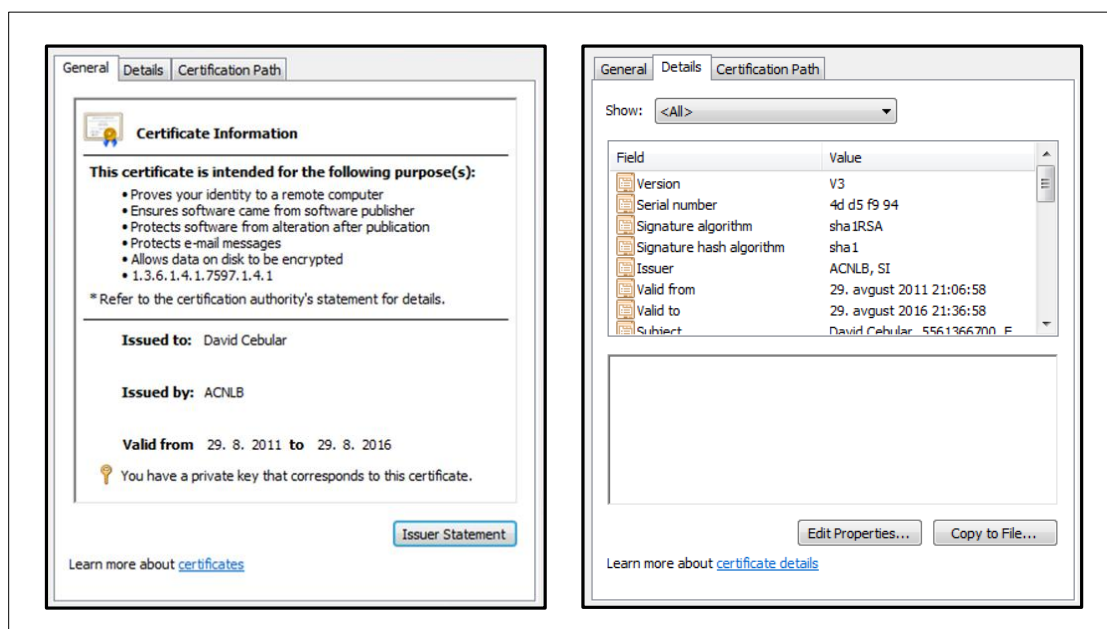 General Details Certification Path
Certificate Information
This certificate is intended for the following purpose(s):
• Proves your identity to a remote computer
• Ensures software came from software publisher
• Protects software from alteration after publication
• Protects e-mail messages
• Allows data on disk to be encrypted
• 1.3.6.1.4.1.7597.1.4.1
* Refer to the certification authority's statement for details.
Issued to: David Cebular
Issued by: ACNLB
Valid from 29. 8. 2011 to 29. 8. 2016
You have a private key that corresponds to this certificate.
Issuer Statement
Learn more about certificates
General Details Certification Path
Show: <All>
Field Value
Version V3
Serial number 4d d5 f9 94
Signature algorithm sha1RSA
Signature hash algorithm sha1
Issuer ACNLB, SI
Valid from 29. avgust 2011 21:06:58
Valid to 29. avgust 2016 21:36:58
Subject David Cebular, 5561366700, E
Edit Properties... Copy to File...
Learn more about certificate details